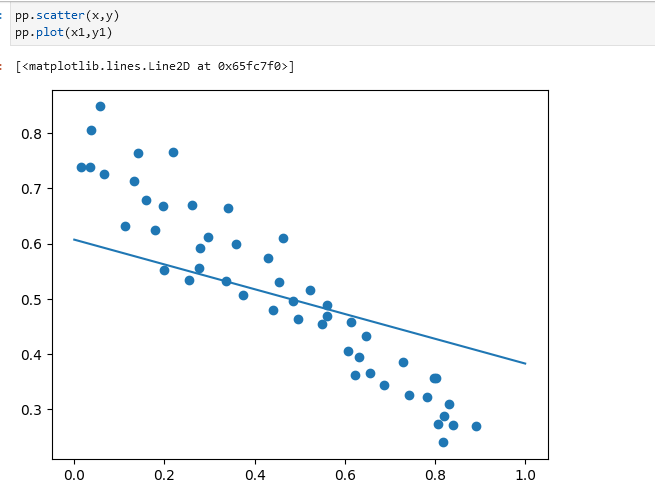 : pp.scatter(x,y)
pp.plot(x1,y1)
: [<matplotlib.lines.Line2D at 0x65fc7f0>]
0.8
0.7
0.6
0.5
0.4
0.3
0.0 0.2 0.4 0.6 0.8 1.0